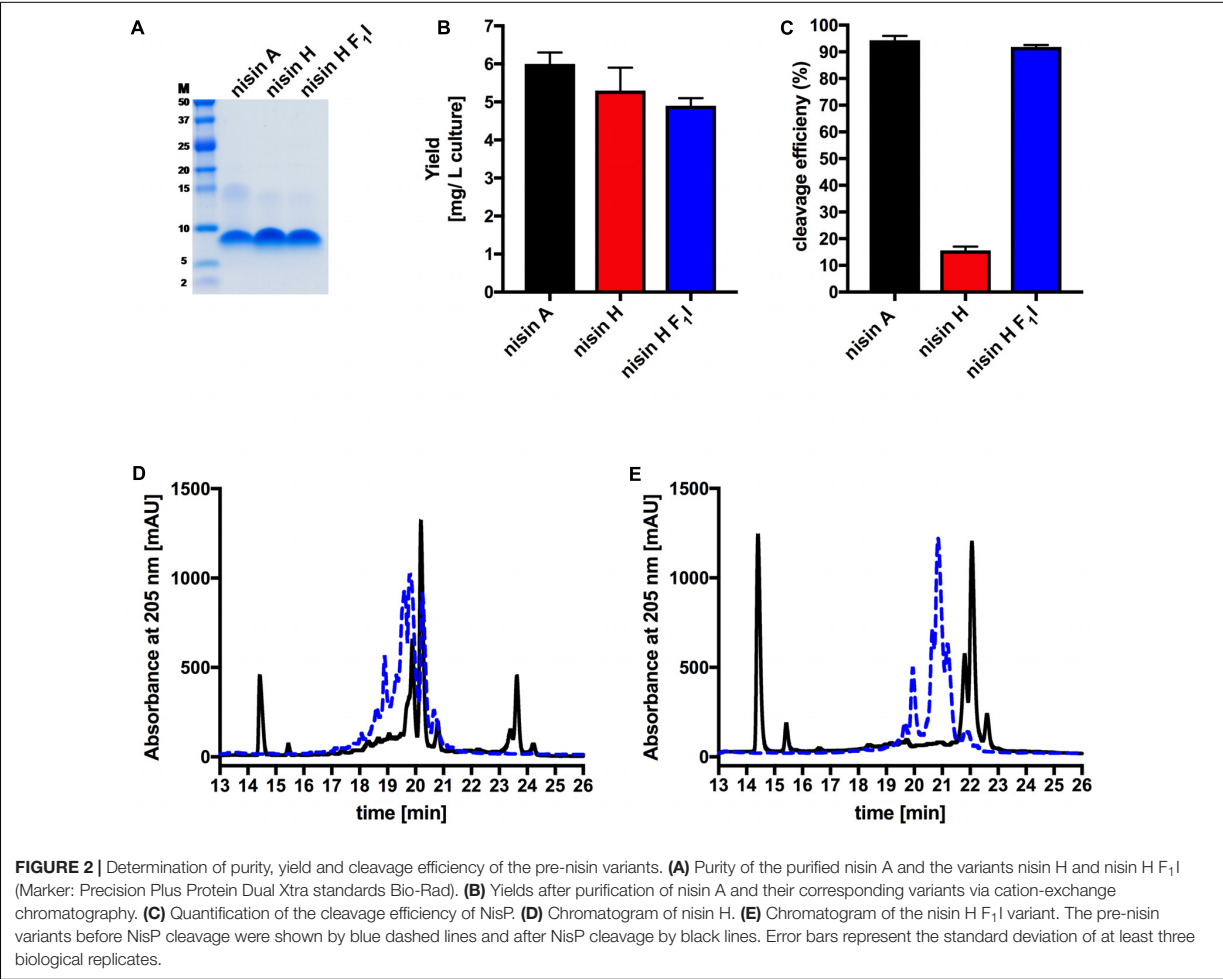 A
nisin A
nisin H
nisin H F₁I
M
50
37
25
20
15
10
5
2
B
Yield
[mg/ L culture]
7
6
5
4
3
2
1
0
nisin A
nisin H
nisin H F₁I
C
cleavage efficieny (%)
100
90
80
70
60
50
40
30
20
10
0
nisin A
nisin H
nisin H F₁I
D
Absorbance at 205 nm [mAU]
1500
1000
500
0
13 14 15 16 17 18 19 20 21 22 23 24 25 26
time [min]
E
Absorbance at 205 nm [mAU]
1500
1000
500
0
13 14 15 16 17 18 19 20 21 22 23 24 25 26
time [min]
FIGURE 2 | Determination of purity, yield and cleavage efficiency of the pre-nisin variants. (A) Purity of the purified nisin A and the variants nisin H and nisin H F₁I
(Marker: Precision Plus Protein Dual Xtra standards Bio-Rad). (B) Yields after purification of nisin A and their corresponding variants via cation-exchange
chromatography. (C) Quantification of the cleavage efficiency of NisP. (D) Chromatogram of nisin H. (E) Chromatogram of the nisin H F₁I variant. The pre-nisin
variants before NisP cleavage were shown by blue dashed lines and after NisP cleavage by black lines. Error bars represent the standard deviation of at least three
biological replicates.